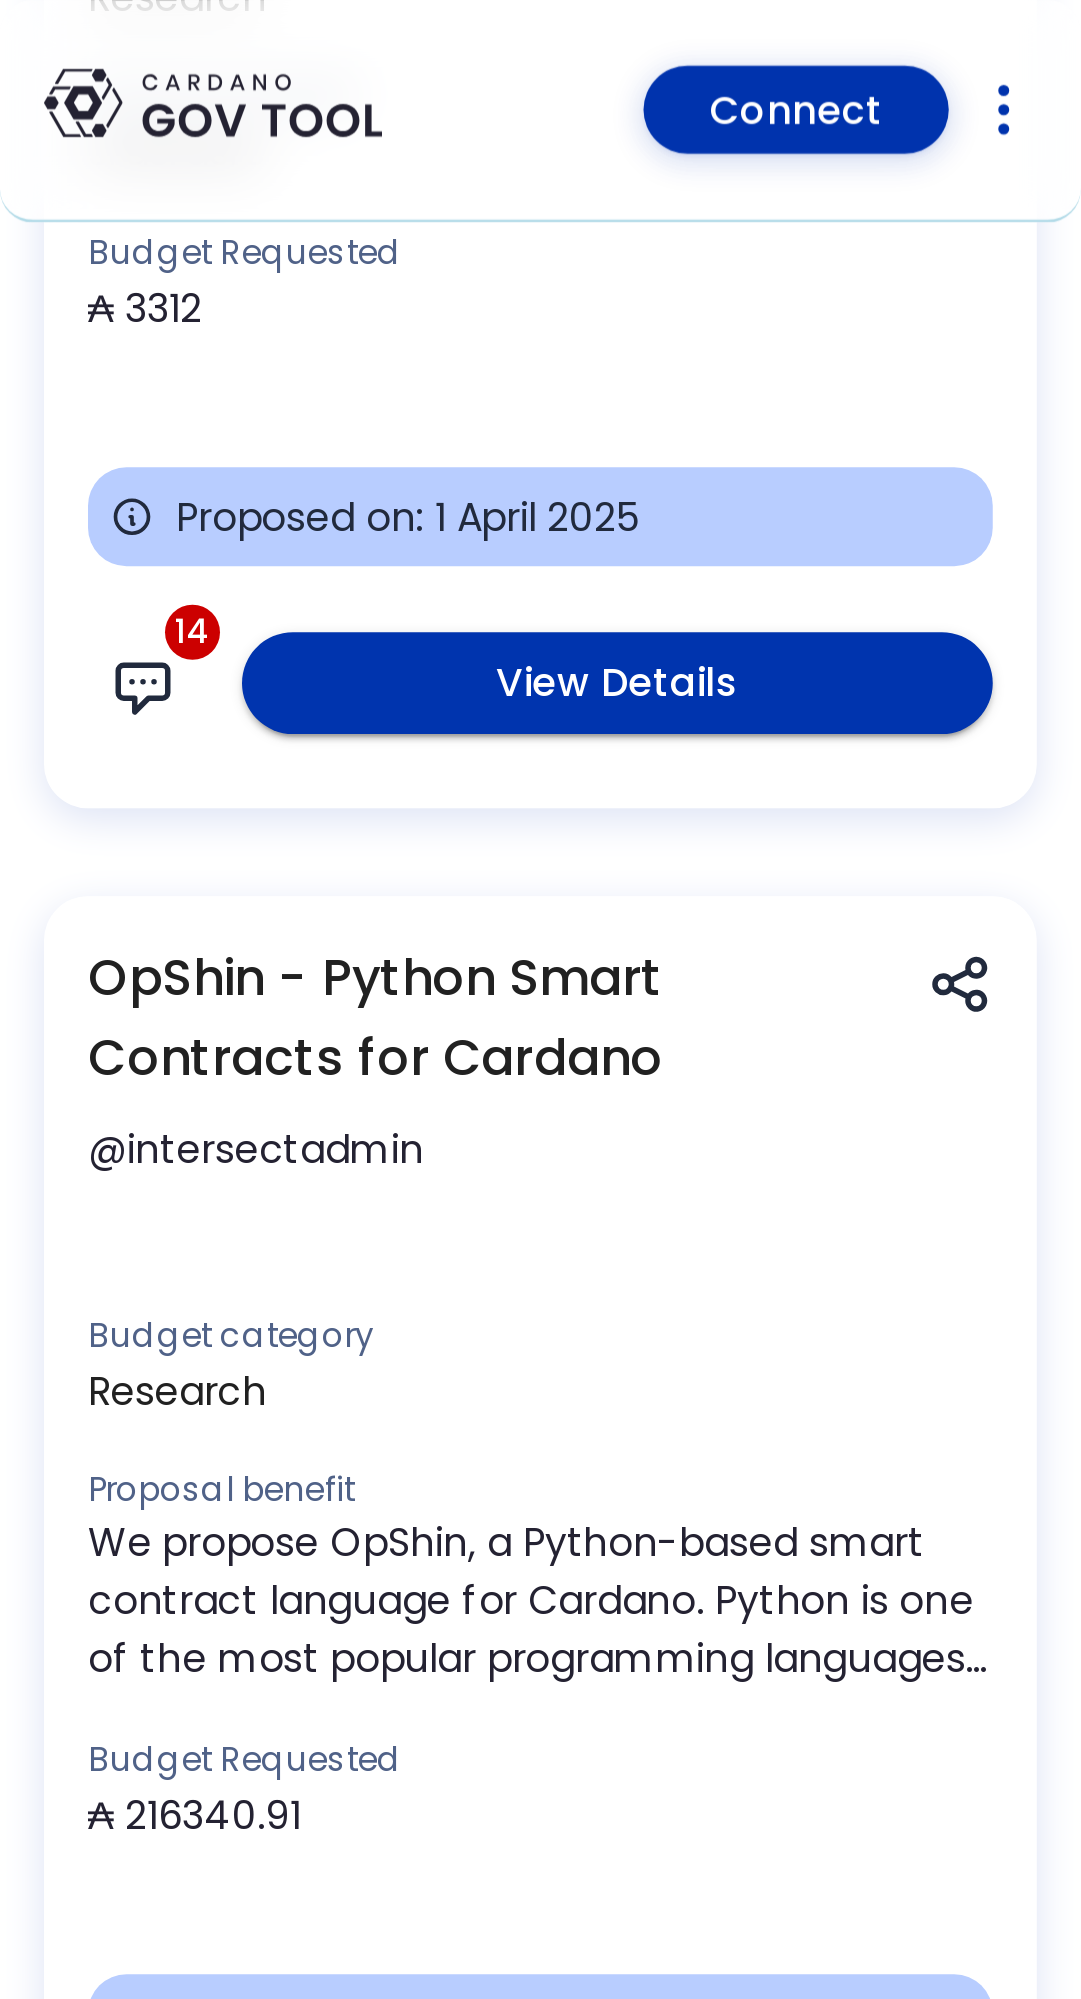 Research
CARDANO
GOV TOOL
Connect
Budget Requested
₳ 3312
Proposed on: 1 April 2025
14
View Details
OpShin - Python Smart
Contracts for Cardano
@intersectadmin
Budget category
Research
Proposal benefit
We propose OpShin, a Python-based smart
contract language for Cardano. Python is one
of the most popular programming languages...
Budget Requested
₳ 216340.91